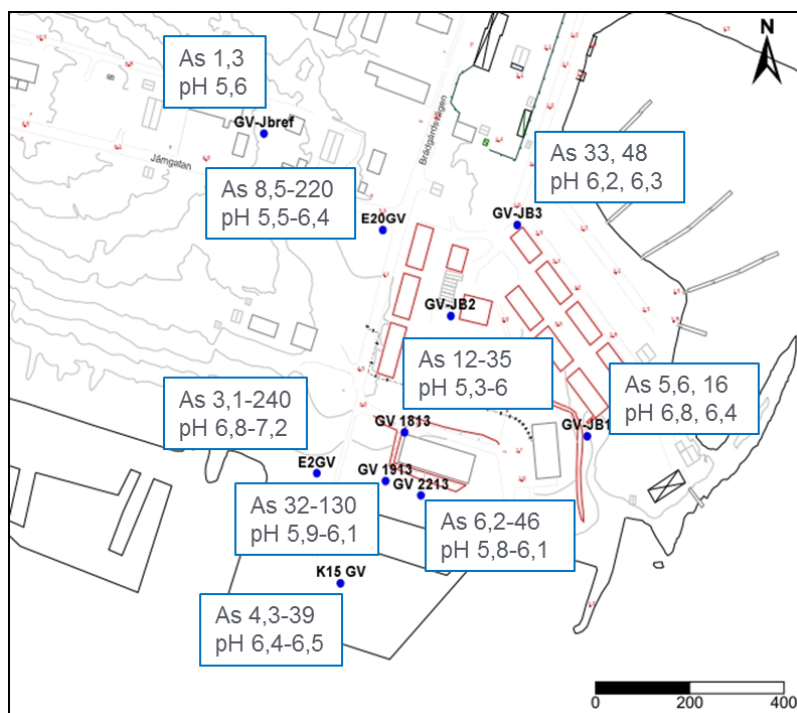 N
As 1,3
pH 5,6
GV-Jbref
Brädgårdsvägen
Järngatan
As 33, 48
pH 6,2, 6,3
As 8,5-220
pH 5,5-6,4
E20GV
GV-JB3
GV-JB2
As 12-35
pH 5,3-6
As 5,6, 16
pH 6,8, 6,4
As 3,1-240
pH 6,8-7,2
GV 1813
GV-JB1
E2GV
GV 1913
GV 2213
As 32-130
pH 5,9-6,1
As 6,2-46
pH 5,8-6,1
K15 GV
As 4,3-39
pH 6,4-6,5
0 200 400